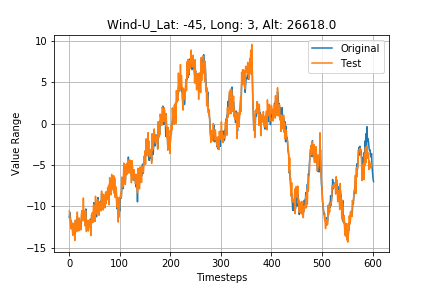 Wind-U_Lat: -45, Long: 3, Alt: 26618.0
Original
Test
Value Range
10
5
0
−5
−10
−15
0 100 200 300 400 500 600
Timesteps